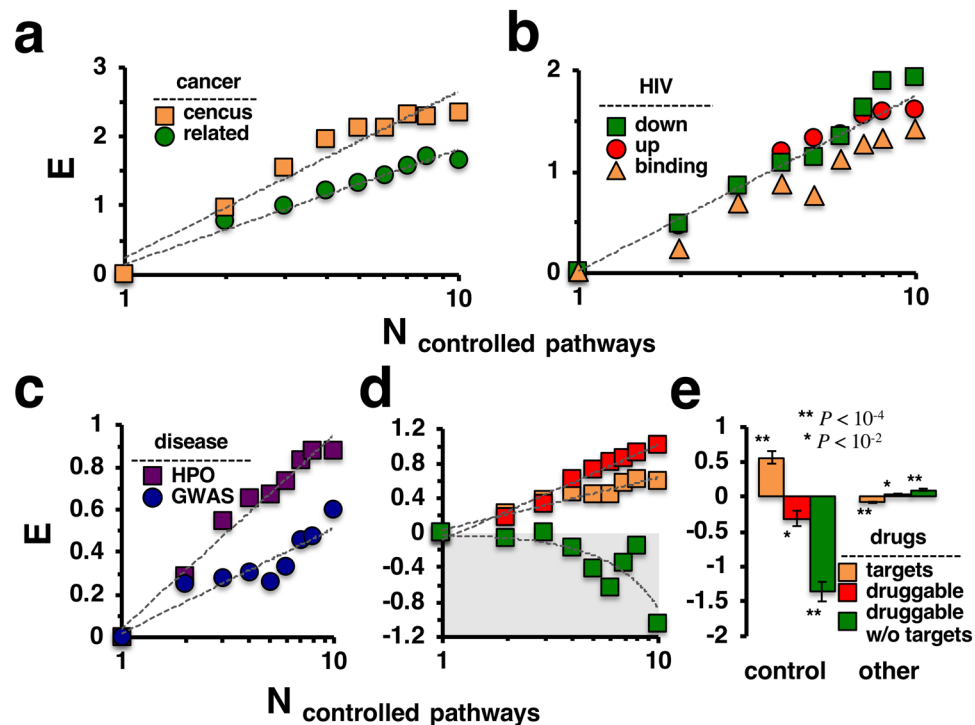 a
3
2
1
0
E
cancer
cencus
related
1
10
b
2
1
0
HIV
down
up
binding
1
10
N controlled pathways
c
1
0.8
0.6
0.4
0.2
0
E
disease
HPO
GWAS
1
10
d
1.2
0.8
0.4
0.0
-0.4
-0.8
-1.2
1
10
N controlled pathways
e
** P < 10-4
* P < 10-2
1
0.5
0
-0.5
-1
-1.5
-2
**
*
**
**
*
**
drugs
targets
druggable
druggable
w/o targets
control
other